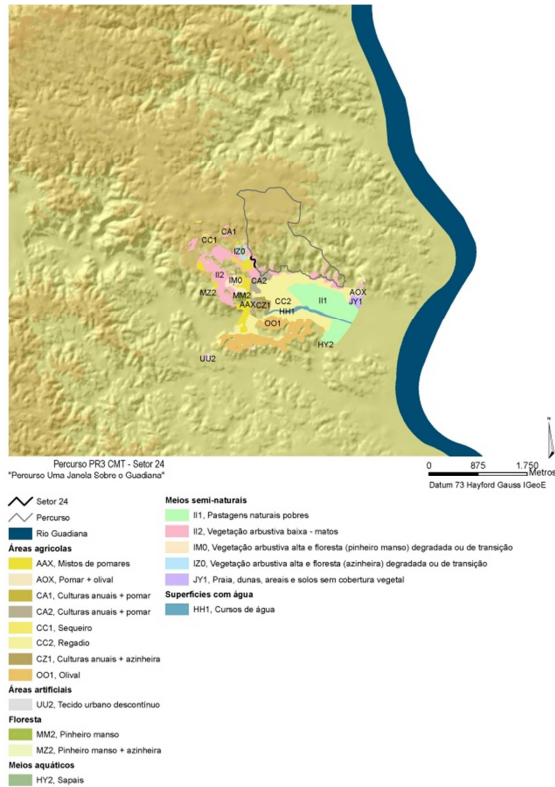 CA1
CC1
IZ0
II2
IM0
CA2
MZ2
MM2
AAX
CZ1
CC2
HH1
II1
AOX
JY1
OO1
HY2
UU2
Percurso PR3 CMT - Setor 24
"Percurso Uma Janela Sobre o Guadiana"
0 875 1.750
Metros
Datum 73 Hayford Gauss IGeoE
Setor 24
Percurso
Rio Guadiana
Áreas agrícolas
AAX, Mistos de pomares
AOX, Pomar + olival
CA1, Culturas anuais + pomar
CA2, Culturas anuais + pomar
CC1, Sequeiro
CC2, Regadio
CZ1, Culturas anuais + azinheira
OO1, Olival
Áreas artificiais
UU2, Tecido urbano descontínuo
Floresta
MM2, Pinheiro manso
MZ2, Pinheiro manso + azinheira
Meios aquáticos
HY2, Sapais
Meios semi-naturais
II1, Pastagens naturais pobres
II2, Vegetação arbustiva baixa - matos
IM0, Vegetação arbustiva alta e floresta (pinheiro manso) degradada ou de transição
IZ0, Vegetação arbustiva alta e floresta (azinheira) degradada ou de transição
JY1, Praia, dunas, areais e solos sem cobertura vegetal
Superfícies com água
HH1, Cursos de água